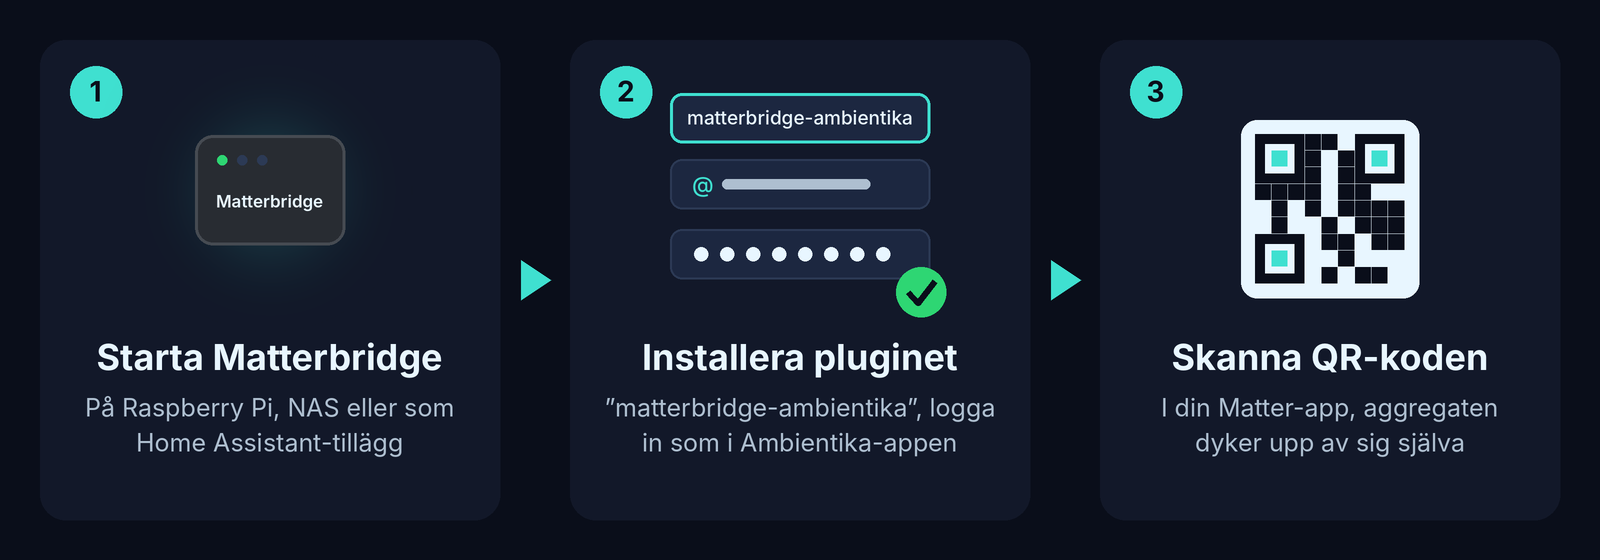 1
Matterbridge
Starta Matterbridge
På Raspberry Pi, NAS eller som
Home Assistant-tillägg
2
matterbridge-ambientika
@
Installera pluginet
”matterbridge-ambientika”, logga
in som i Ambientika-appen
3
Skanna QR-koden
I din Matter-app, aggregaten
dyker upp av sig själva